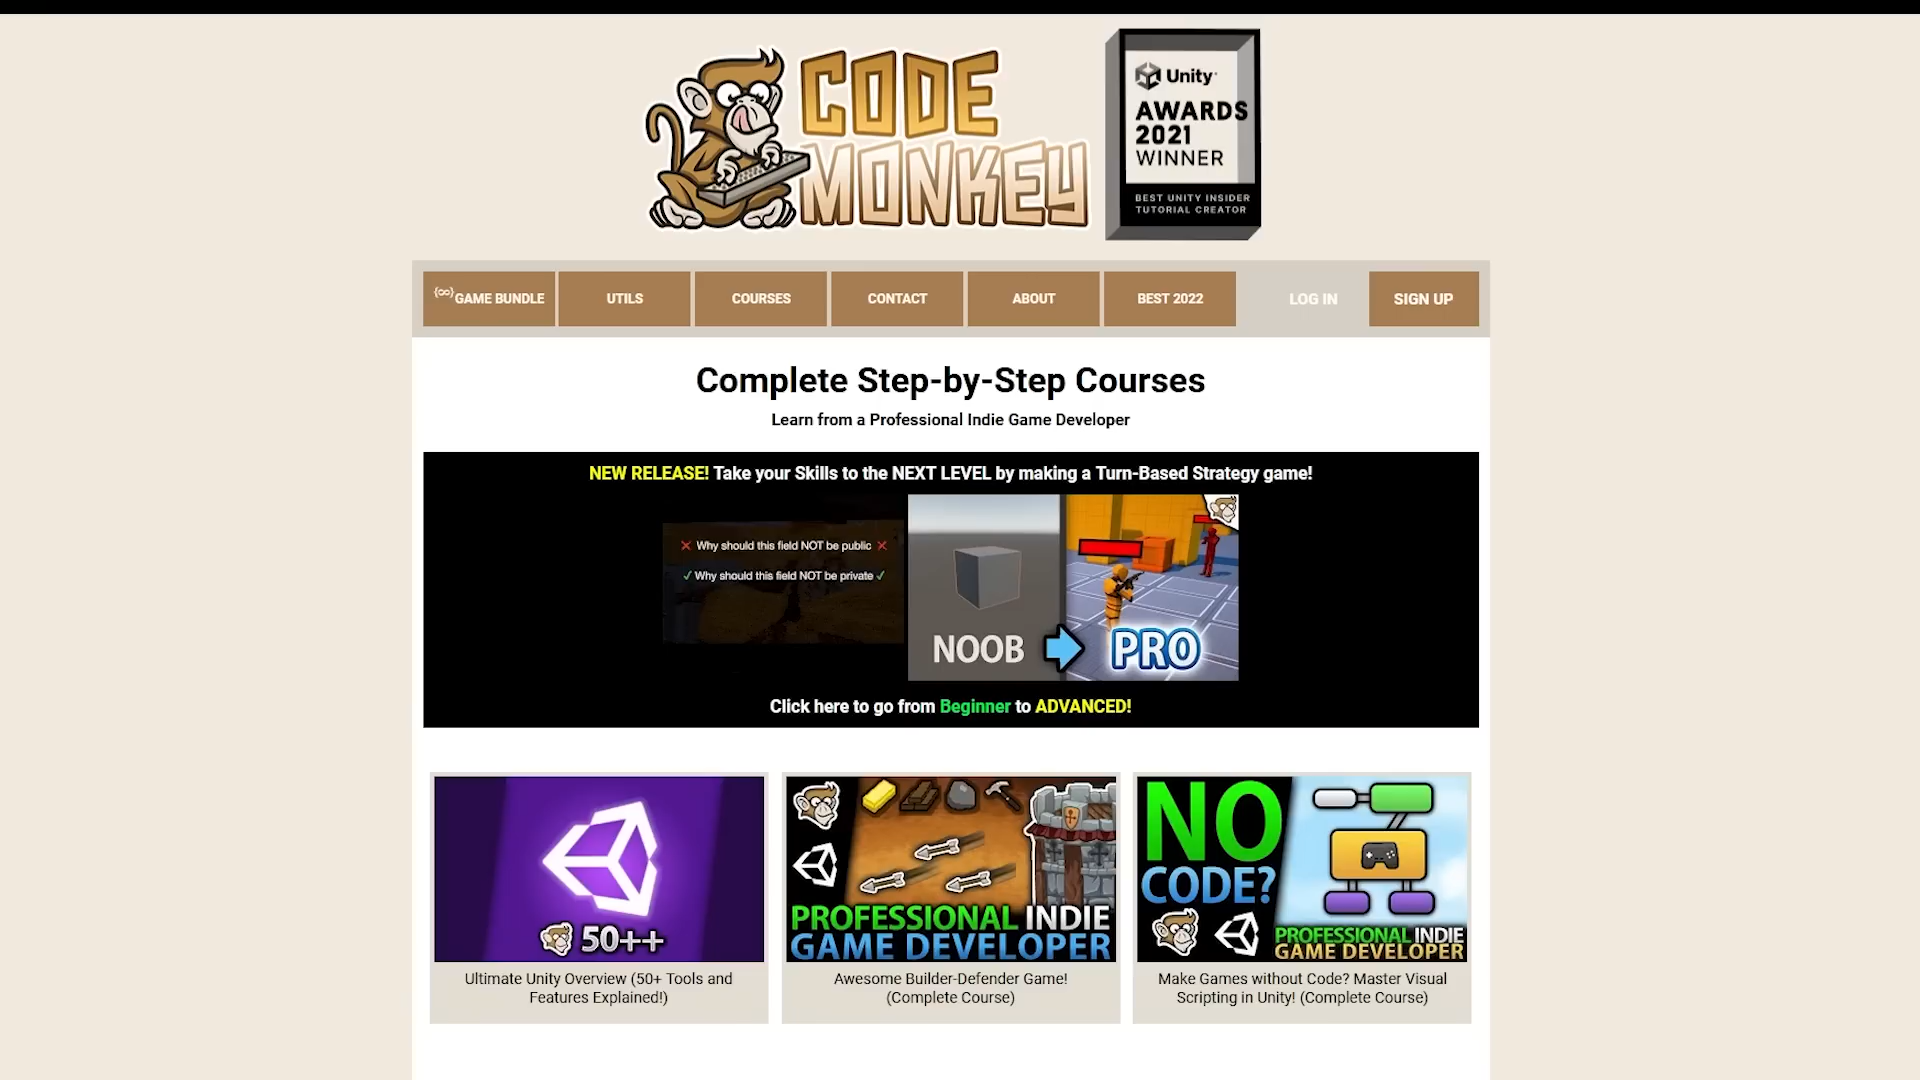 CODE
MONKEY
Unity
AWARDS
2021
WINNER
BEST UNITY INSIDER
TUTORIAL CREATOR
{∞}GAME BUNDLE
UTILS
COURSES
CONTACT
ABOUT
BEST 2022
LOG IN
SIGN UP
Complete Step-by-Step Courses
Learn from a Professional Indie Game Developer
NEW RELEASE! Take your Skills to the NEXT LEVEL by making a Turn-Based Strategy game!
❌ Why should this field NOT be public ❌
✓ Why should this field NOT be private ✓
NOOB
PRO
Click here to go from Beginner to ADVANCED!
50++
Ultimate Unity Overview (50+ Tools and
Features Explained!)
PROFESSIONAL INDIE
GAME DEVELOPER
Awesome Builder-Defender Game!
(Complete Course)
NO
CODE?
PROFESSIONAL INDIE
GAME DEVELOPER
Make Games without Code? Master Visual
Scripting in Unity! (Complete Course)